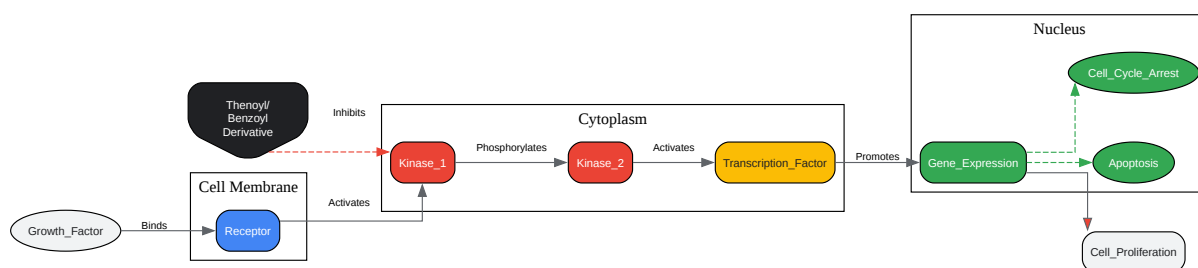 Nucleus
Cell_Cycle_Arrest
Thenoyl/
Benzoyl
Derivative
Inhibits
Cytoplasm
Kinase_1
Phosphorylates
Kinase_2
Activates
Transcription_Factor
Promotes
Gene_Expression
Apoptosis
Cell Membrane
Activates
Growth_Factor
Binds
Receptor
Cell_Proliferation